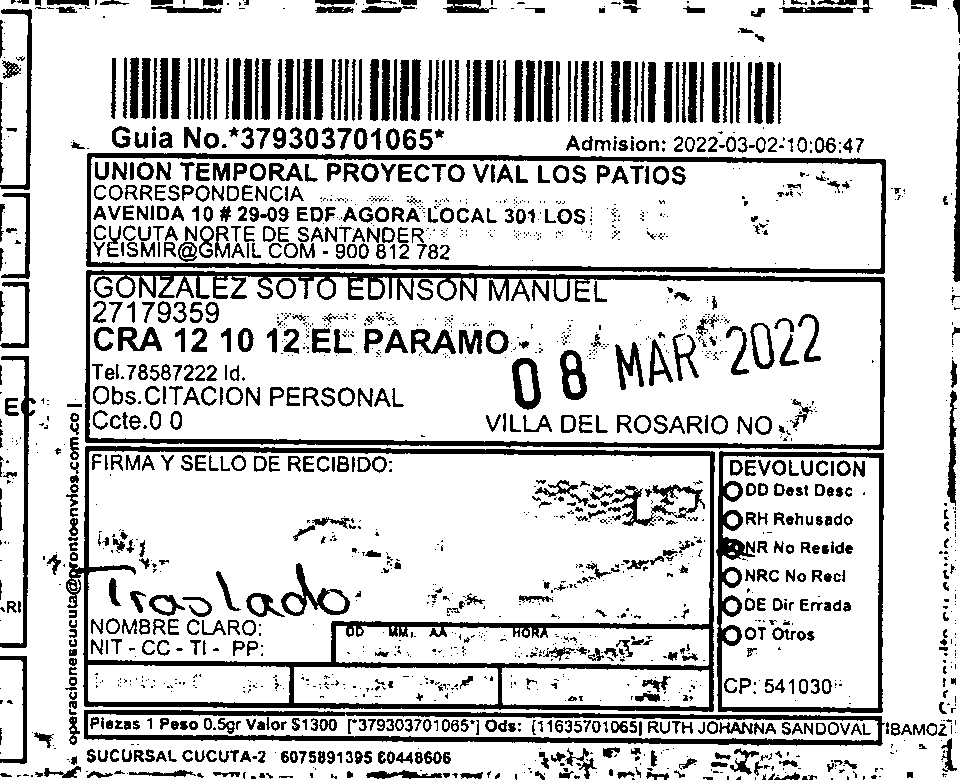 Guia No.*379303701065*
Admision: 2022-03-02-10:06:47
UNION TEMPORAL PROYECTO VIAL LOS PATIOS
CORRESPONDENCIA
AVENIDA 10 # 29-09 EDF AGORA LOCAL 301 LOS
CUCUTA NORTE DE SANTANDER
YEISMIR@GMAIL COM - 900 812 782
GONZALEZ SOTO EDINSON MANUEL
27179359
CRA 12 10 12 EL PARAMO
08 MAR 2022
Tel.78587222 Id.
Obs.CITACION PERSONAL
Ccte.0 0
VILLA DEL ROSARIO NO
operacionescucuta@prontoenvios.com.co
FIRMA Y SELLO DE RECIBIDO:
Traslado
NOMBRE CLARO:
NIT - CC - TI - PP:
DD MM. AA HORA
DEVOLUCION
DD Dest Desc
RH Rehusado
NR No Reside
NRC No Recl
DE Dir Errada
OT Otros
CP: 541030
Piezas 1 Peso 0.5gr Valor $1300 [*379303701065*] Ods: [11635701065] RUTH JOHANNA SANDOVAL TIBAMOZ
SUCURSAL CUCUTA-2 6075891395 60448606